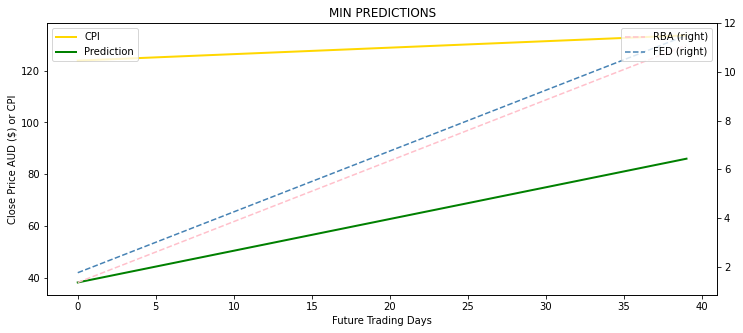 MIN PREDICTIONS
CPI
Prediction
RBA (right)
FED (right)
Close Price AUD ($) or CPI
120
100
80
60
40
12
10
8
6
4
2
0 5 10 15 20 25 30 35 40
Future Trading Days